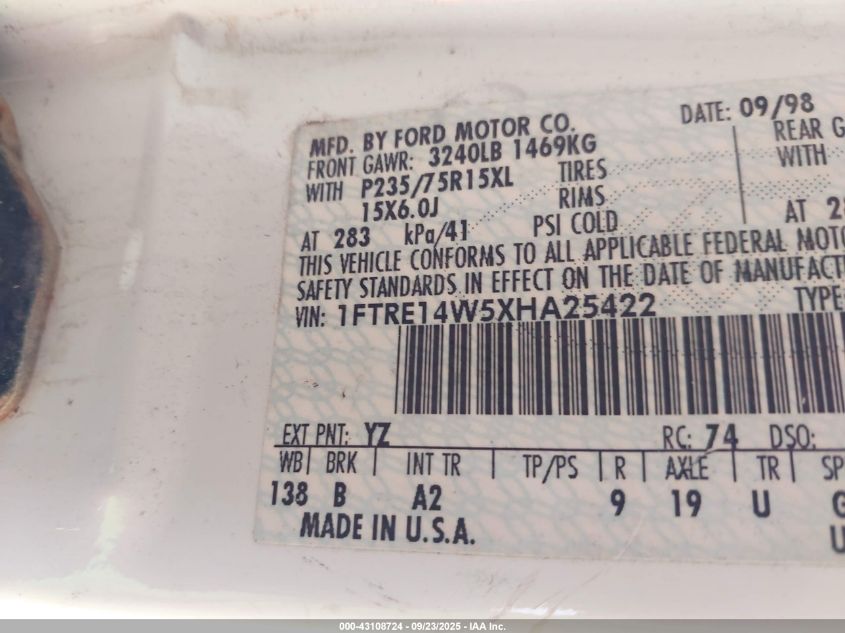 DATE: 09/98
MFD. BY FORD MOTOR CO.
FRONT GAWR: 3240LB 1469KG
REAR G
WITH P235/75R15XL TIRES
WITH
15X6.0J RIMS
AT 283 kPa/41 PSI COLD
AT 28
THIS VEHICLE CONFORMS TO ALL APPLICABLE FEDERAL MOTO
SAFETY STANDARDS IN EFFECT ON THE DATE OF MANUFACT
VIN: 1FTRE14W5XHA25422 TYPE:
EXT PNT: YZ RC: 74 DSO:
WB BRK INT TR TP/PS R AXLE TR SP
138 B A2 9 19 U G
MADE IN U.S.A. U
000-43108724 - 09/23/2025 - IAA Inc.